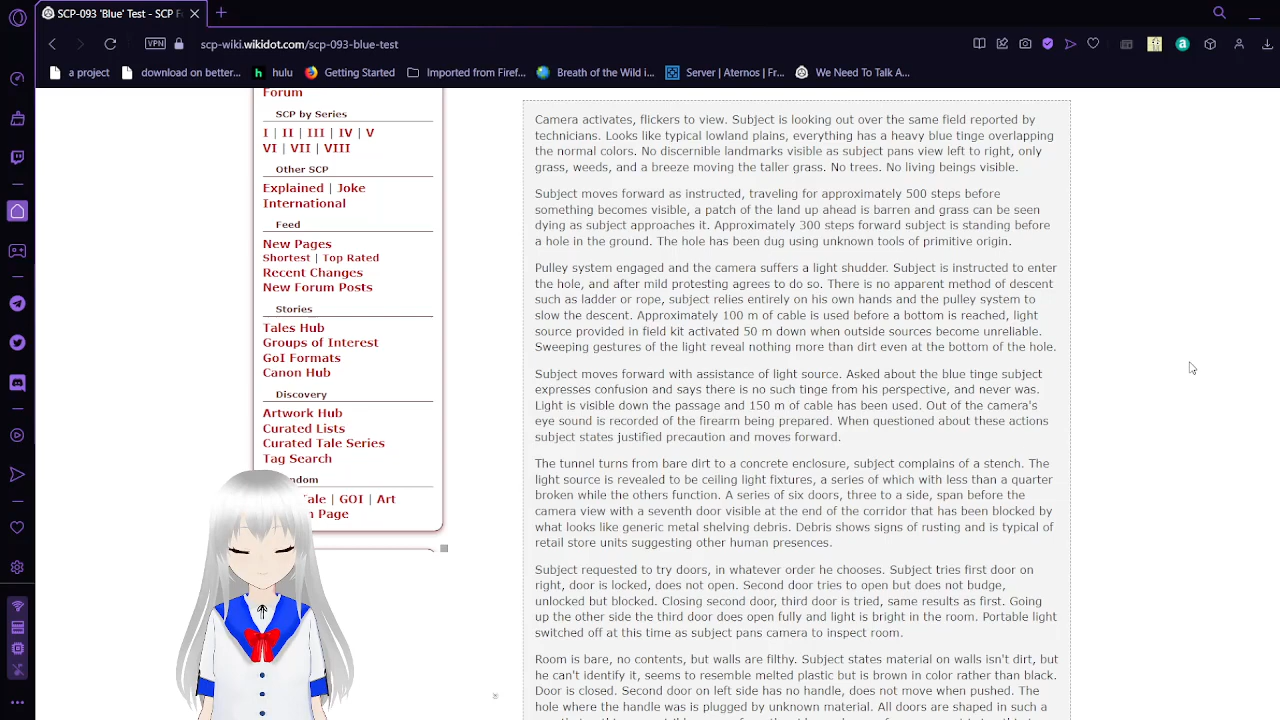 SCP-093 'Blue' Test - SCP F
scp-wiki.wikidot.com/scp-093-blue-test
VPN
a project
download on better...
hulu
Getting Started
Imported from Firef...
Breath of the Wild i...
Server | Aternos | Fr...
We Need To Talk A...
Forum
SCP by Series
I | II | III | IV | V
VI | VII | VIII
Other SCP
Explained | Joke
International
Feed
New Pages
Shortest | Top Rated
Recent Changes
New Forum Posts
Stories
Tales Hub
Groups of Interest
GoI Formats
Canon Hub
Discovery
Artwork Hub
Curated Lists
Curated Tale Series
Tag Search
ndom
ale | GOI | Art
n Page
Camera activates, flickers to view. Subject is looking out over the same field reported by
technicians. Looks like typical lowland plains, everything has a heavy blue tinge overlapping
the normal colors. No discernible landmarks visible as subject pans view left to right, only
grass, weeds, and a breeze moving the taller grass. No trees. No living beings visible.
Subject moves forward as instructed, traveling for approximately 500 steps before
something becomes visible, a patch of the land up ahead is barren and grass can be seen
dying as subject approaches it. Approximately 300 steps forward subject is standing before
a hole in the ground. The hole has been dug using unknown tools of primitive origin.
Pulley system engaged and the camera suffers a light shudder. Subject is instructed to enter
the hole, and after mild protesting agrees to do so. There is no apparent method of descent
such as ladder or rope, subject relies entirely on his own hands and the pulley system to
slow the descent. Approximately 100 m of cable is used before a bottom is reached, light
source provided in field kit activated 50 m down when outside sources become unreliable.
Sweeping gestures of the light reveal nothing more than dirt even at the bottom of the hole.
Subject moves forward with assistance of light source. Asked about the blue tinge subject
expresses confusion and says there is no such tinge from his perspective, and never was.
Light is visible down the passage and 150 m of cable has been used. Out of the camera's
eye sound is recorded of the firearm being prepared. When questioned about these actions
subject states justified precaution and moves forward.
The tunnel turns from bare dirt to a concrete enclosure, subject complains of a stench. The
light source is revealed to be ceiling light fixtures, a series of which with less than a quarter
broken while the others function. A series of six doors, three to a side, span before the
camera view with a seventh door visible at the end of the corridor that has been blocked by
what looks like generic metal shelving debris. Debris shows signs of rusting and is typical of
retail store units suggesting other human presences.
Subject requested to try doors, in whatever order he chooses. Subject tries first door on
right, door is locked, does not open. Second door tries to open but does not budge,
unlocked but blocked. Closing second door, third door is tried, same results as first. Going
up the other side the third door does open fully and light is bright in the room. Portable light
switched off at this time as subject pans camera to inspect room.
Room is bare, no contents, but walls are filthy. Subject states material on walls isn't dirt, but
he can't identify it, seems to resemble melted plastic but is brown in color rather than black.
Door is closed. Second door on left side has no handle, does not move when pushed. The
hole where the handle was is plugged by unknown material. All doors are shaped in such a